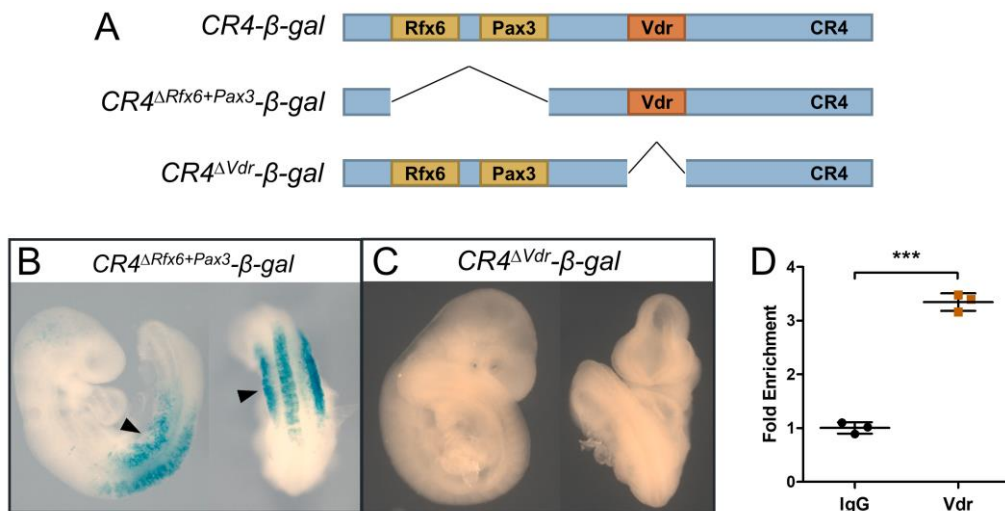 A
CR4-β-gal
Rfx6 Pax3 Vdr CR4
CR4ΔRfx6+Pax3-β-gal
Vdr CR4
CR4ΔVdr-β-gal
Rfx6 Pax3 CR4
B CR4ΔRfx6+Pax3-β-gal
C CR4ΔVdr-β-gal
D
***
Fold Enrichment
4
3
2
1
0
IgG Vdr